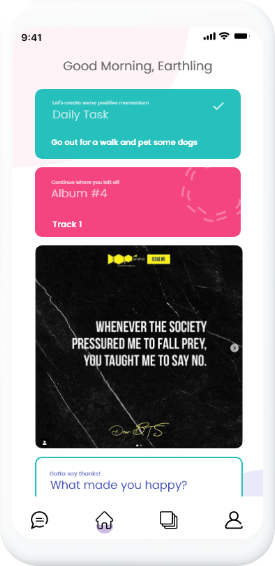 9:41
Good Morning, Earthling
Let's create some positive momentum
Daily Task
Go out for a walk and pet some dogs
Continue where you left off
Album #4
Track 1
WHENEVER THE SOCIETY
PRESSURED ME TO FALL PREY,
YOU TAUGHT ME TO SAY NO.
Dear BTS
Gotta say thanks!
What made you happy?